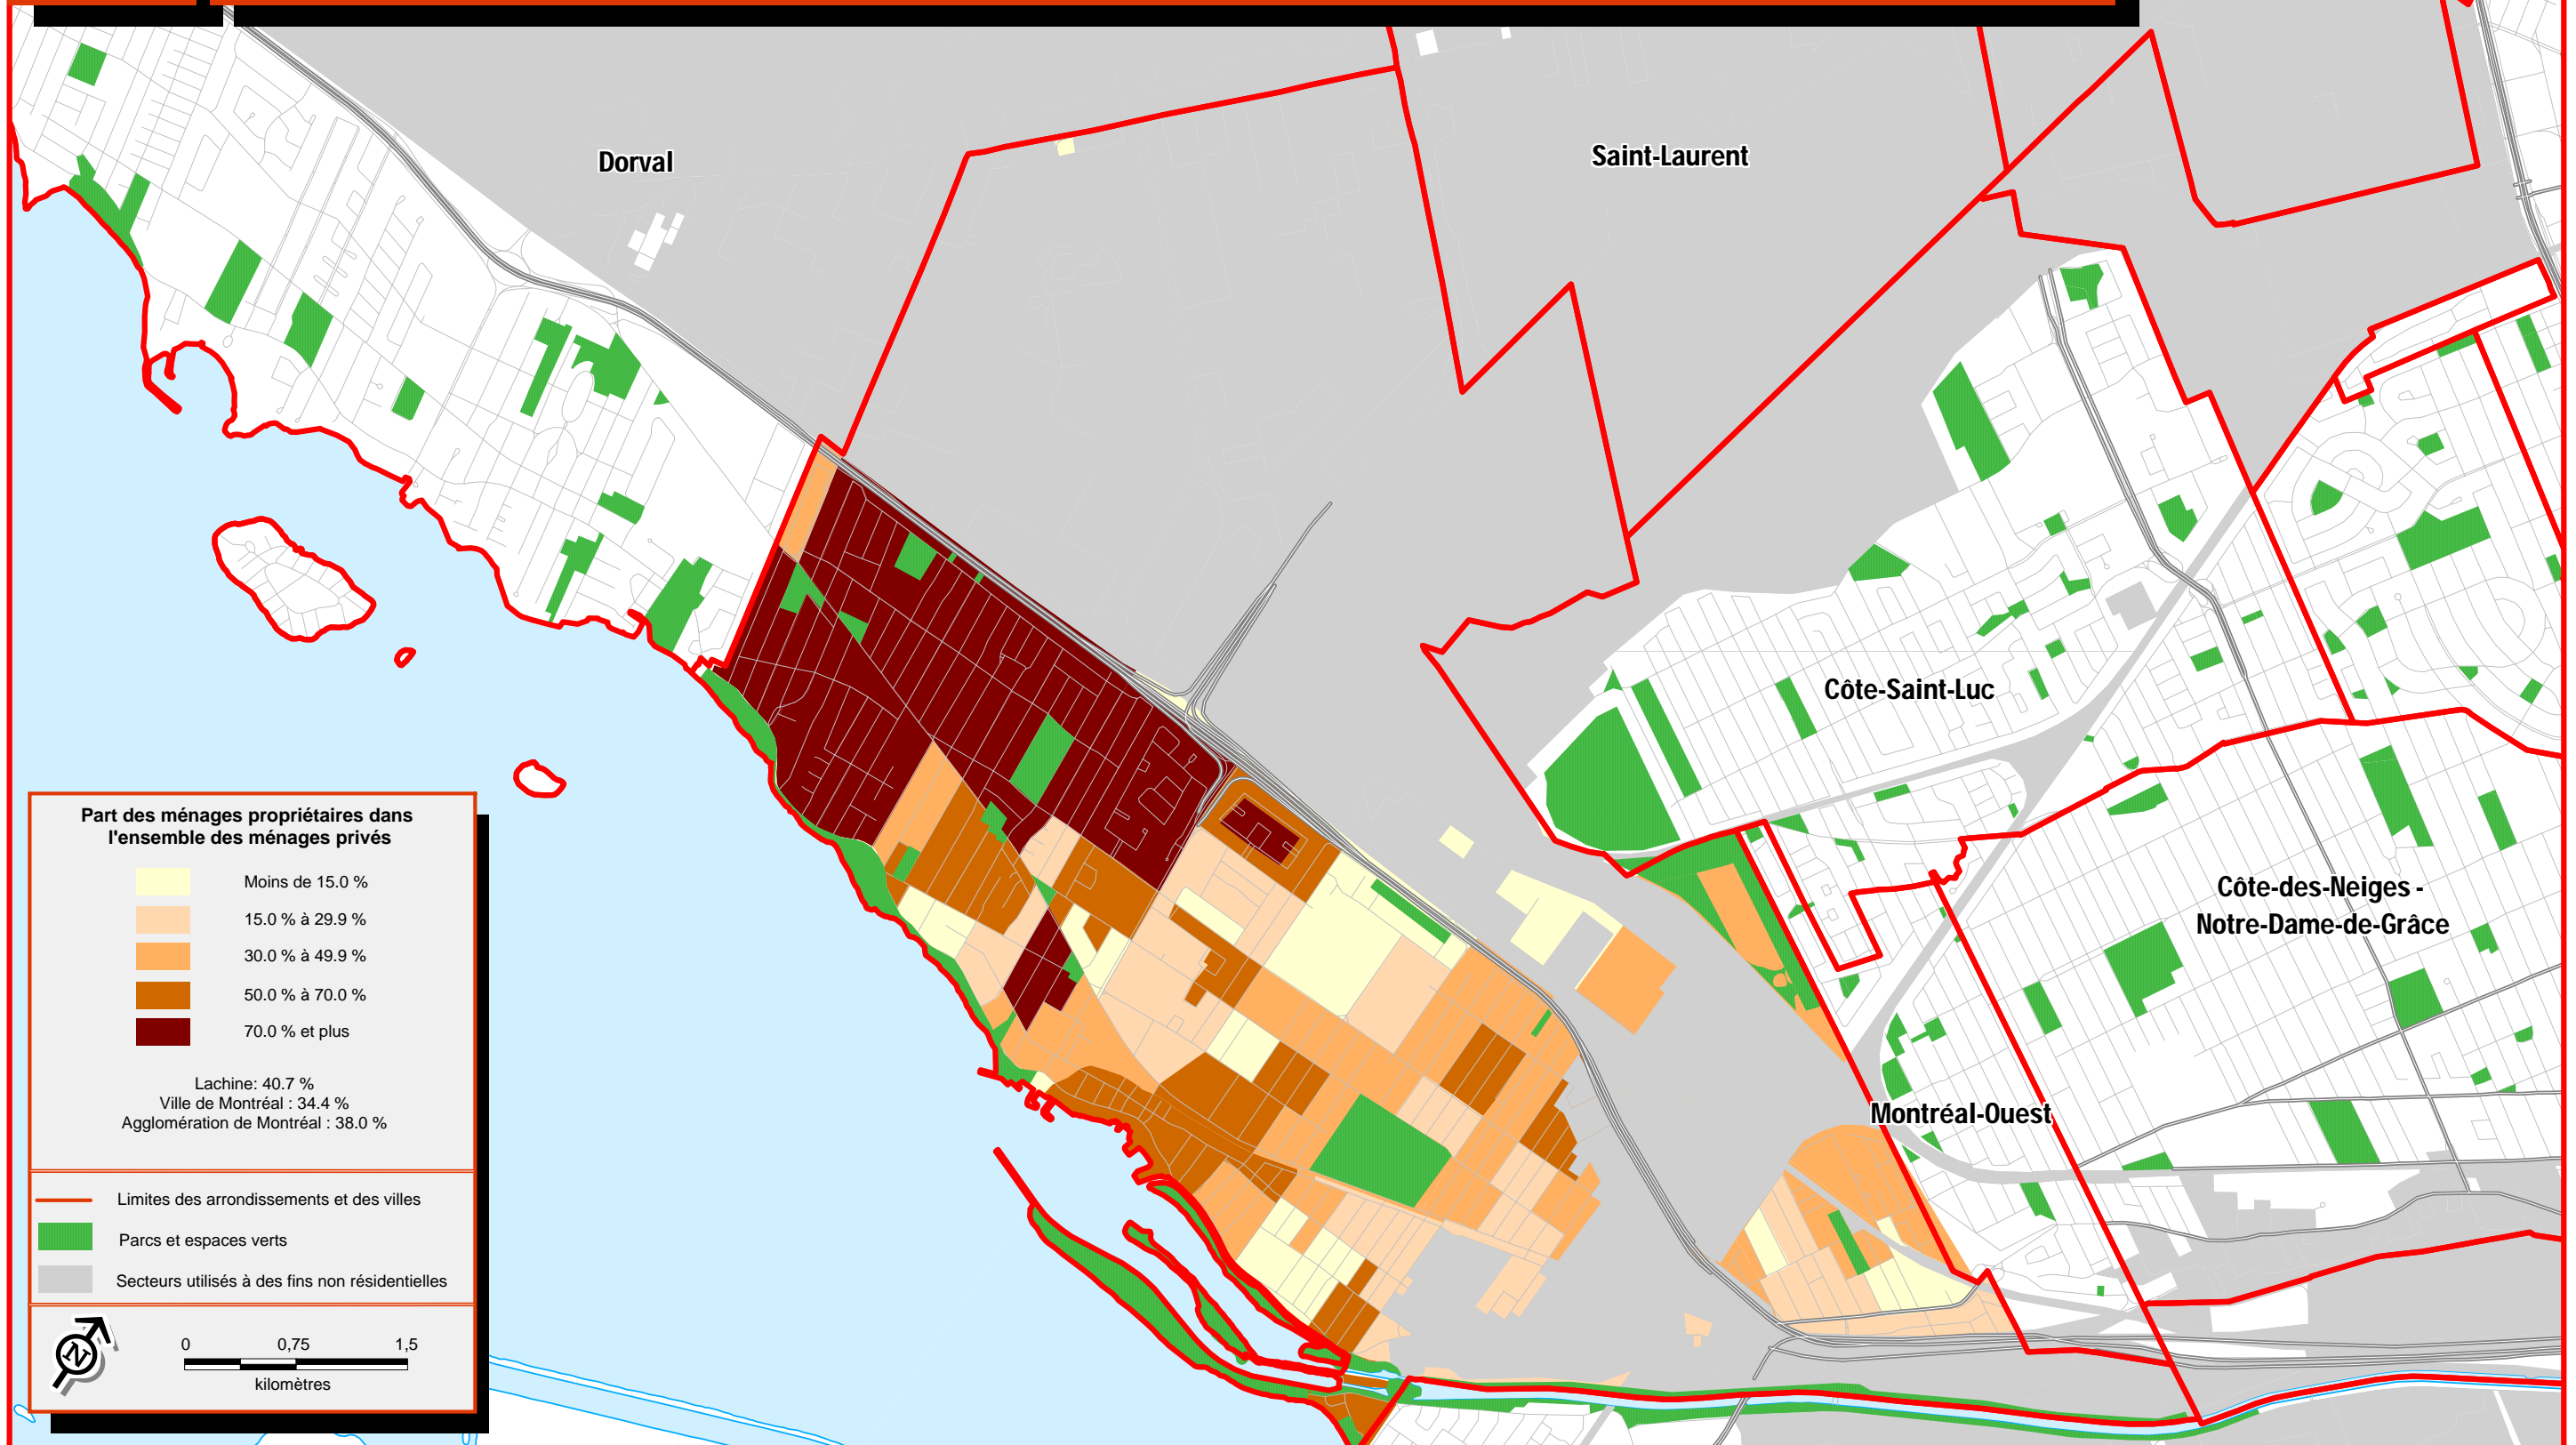 Dorval
Saint-Laurent
Côte-Saint-Luc
Côte-des-Neiges -
Notre-Dame-de-Grâce
Montréal-Ouest
Part des ménages propriétaires dans
l'ensemble des ménages privés
Moins de 15.0 %
15.0 % à 29.9 %
30.0 % à 49.9 %
50.0 % à 70.0 %
70.0 % et plus
Lachine: 40.7 %
Ville de Montréal : 34.4 %
Agglomération de Montréal : 38.0 %
Limites des arrondissements et des villes
Parcs et espaces verts
Secteurs utilisés à des fins non résidentielles
N
0 0,75 1,5
kilomètres